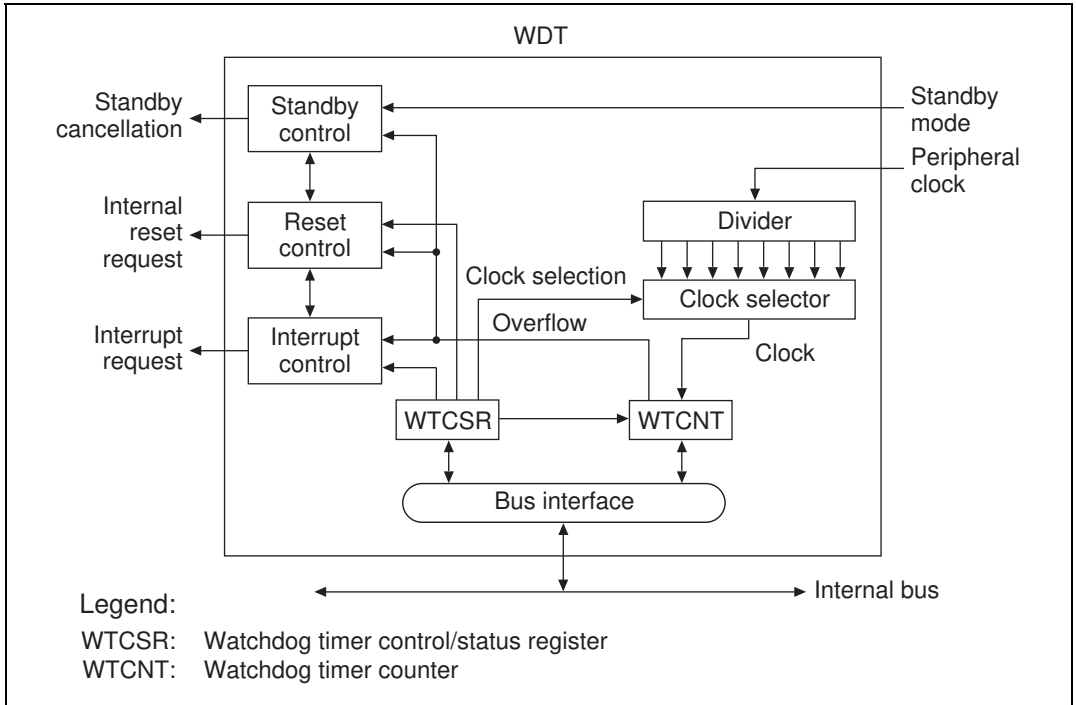 WDT
Standby
cancellation
Standby
control
Standby
mode
Peripheral
clock
Internal
reset
request
Reset
control
Divider
Clock selection
Clock selector
Overflow
Interrupt
request
Interrupt
control
Clock
WTCSR
WTCNT
Bus interface
Internal bus
Legend:
WTCSR: Watchdog timer control/status register
WTCNT: Watchdog timer counter